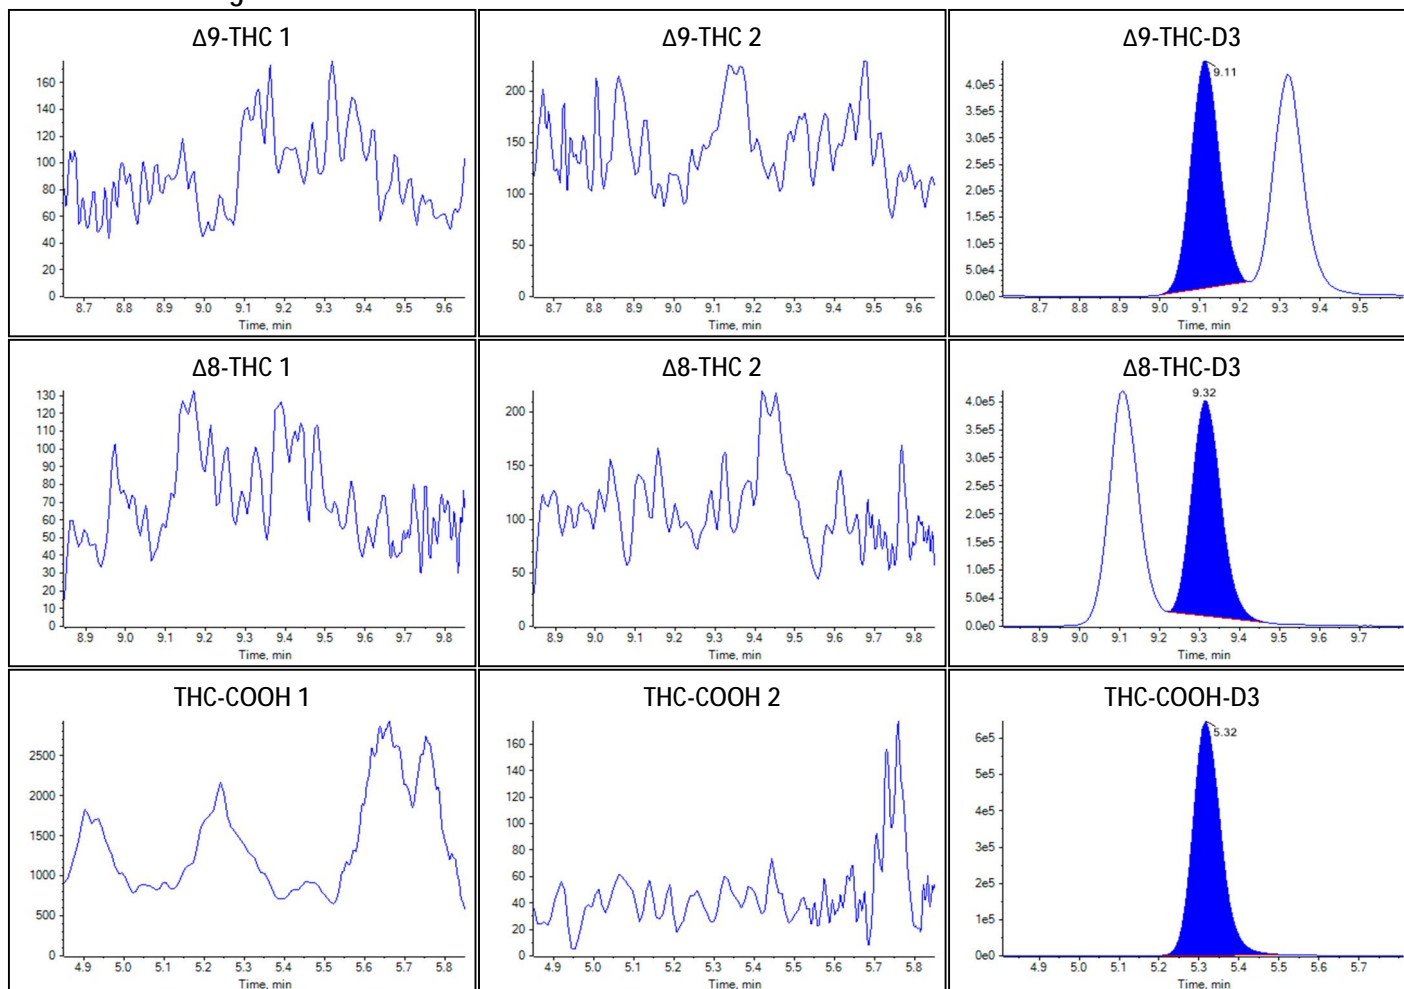 Δ9-THC 1
160
140
120
100
80
60
40
20
0
8.7 8.8 8.9 9.0 9.1 9.2 9.3 9.4 9.5 9.6
Time, min
Δ9-THC 2
200
150
100
50
0
8.7 8.8 8.9 9.0 9.1 9.2 9.3 9.4 9.5 9.6
Time, min
Δ9-THC-D3
9.11
4.0e5
3.5e5
3.0e5
2.5e5
2.0e5
1.5e5
1.0e5
5.0e4
0.0e0
8.7 8.8 8.9 9.0 9.1 9.2 9.3 9.4 9.5
Time, min
Δ8-THC 1
130
120
110
100
90
80
70
60
50
40
30
20
10
0
8.9 9.0 9.1 9.2 9.3 9.4 9.5 9.6 9.7 9.8
Time, min
Δ8-THC 2
200
150
100
50
0
8.9 9.0 9.1 9.2 9.3 9.4 9.5 9.6 9.7 9.8
Time, min
Δ8-THC-D3
9.32
4.0e5
3.5e5
3.0e5
2.5e5
2.0e5
1.5e5
1.0e5
5.0e4
0.0e0
8.9 9.0 9.1 9.2 9.3 9.4 9.5 9.6 9.7
Time, min
THC-COOH 1
2500
2000
1500
1000
500
0
4.9 5.0 5.1 5.2 5.3 5.4 5.5 5.6 5.7 5.8
Time, min
THC-COOH 2
160
140
120
100
80
60
40
20
0
4.9 5.0 5.1 5.2 5.3 5.4 5.5 5.6 5.7 5.8
Time, min
THC-COOH-D3
5.32
6e5
5e5
4e5
3e5
2e5
1e5
0e0
4.9 5.0 5.1 5.2 5.3 5.4 5.5 5.6 5.7
Time, min